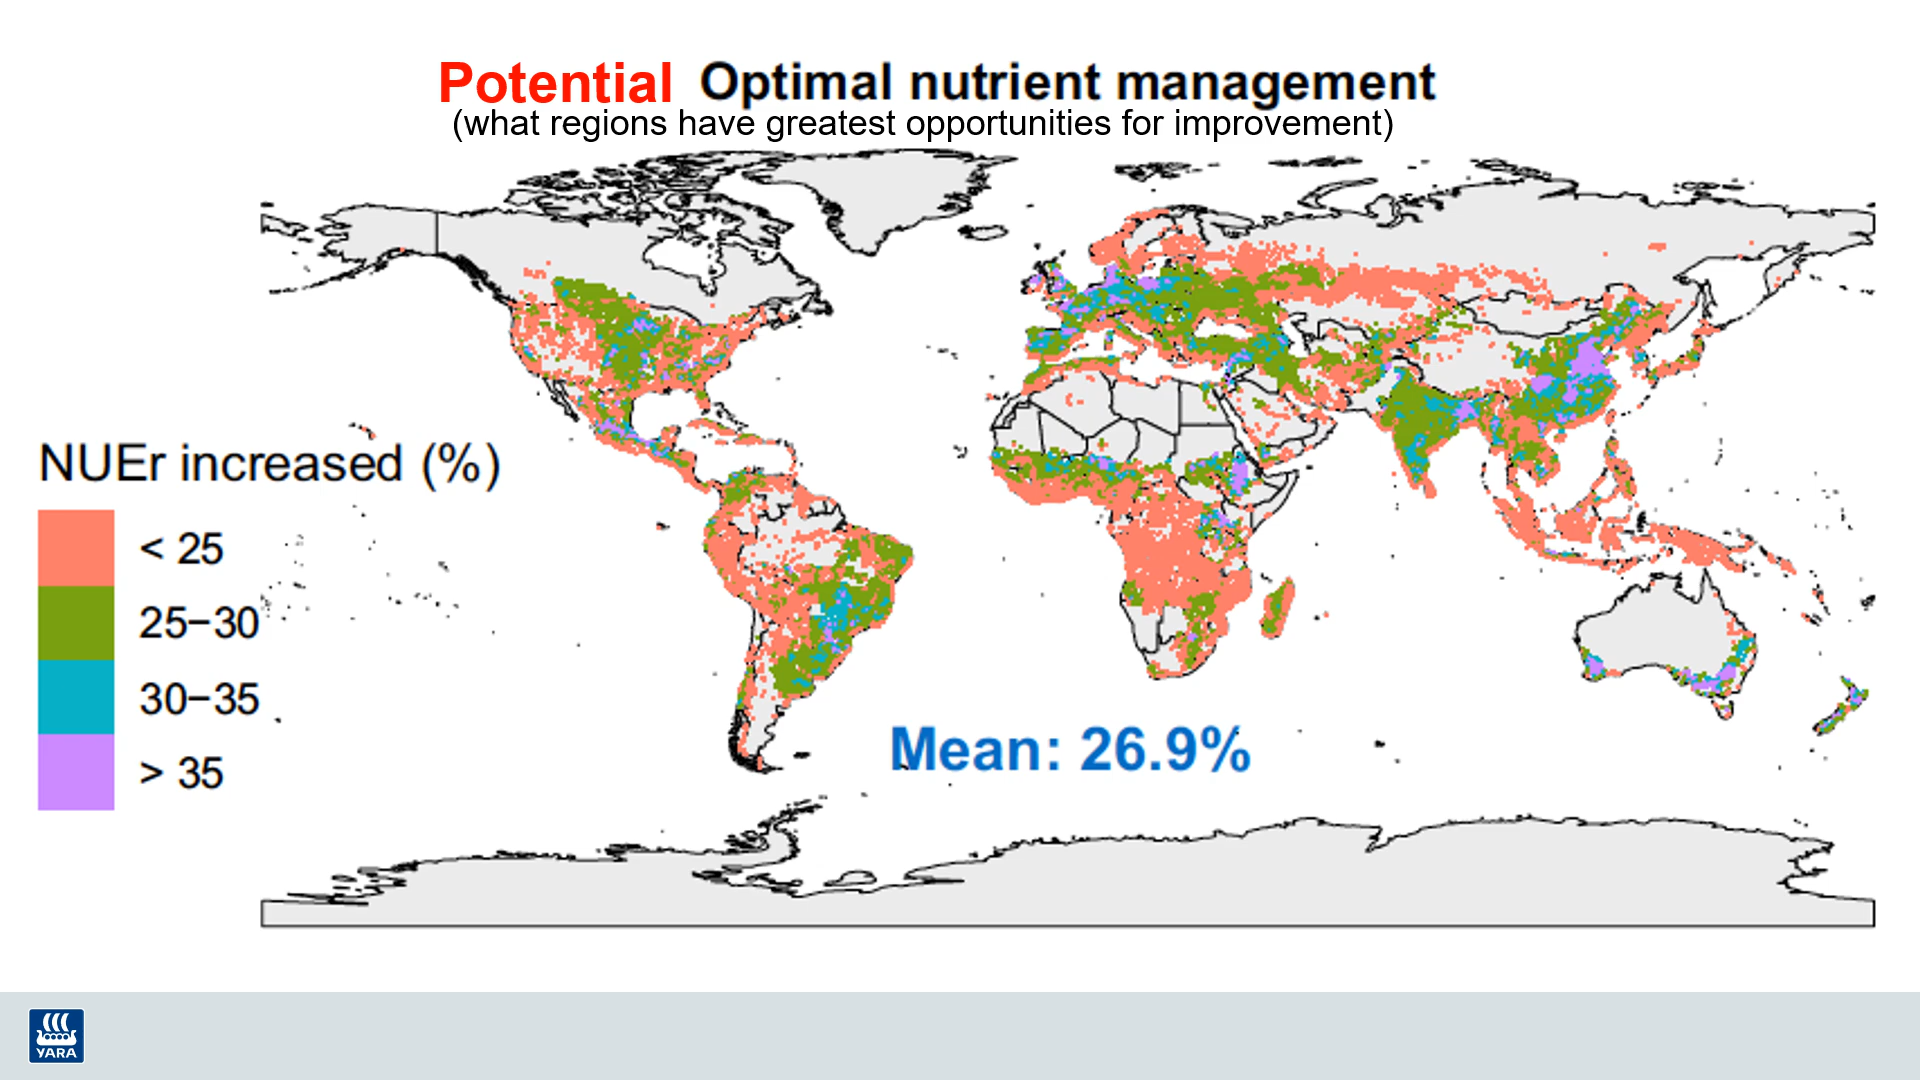 Potential Optimal nutrient management
(what regions have greatest opportunities for improvement)
NUEr increased (%)
< 25
25−30
30−35
> 35
Mean: 26.9%
YARA